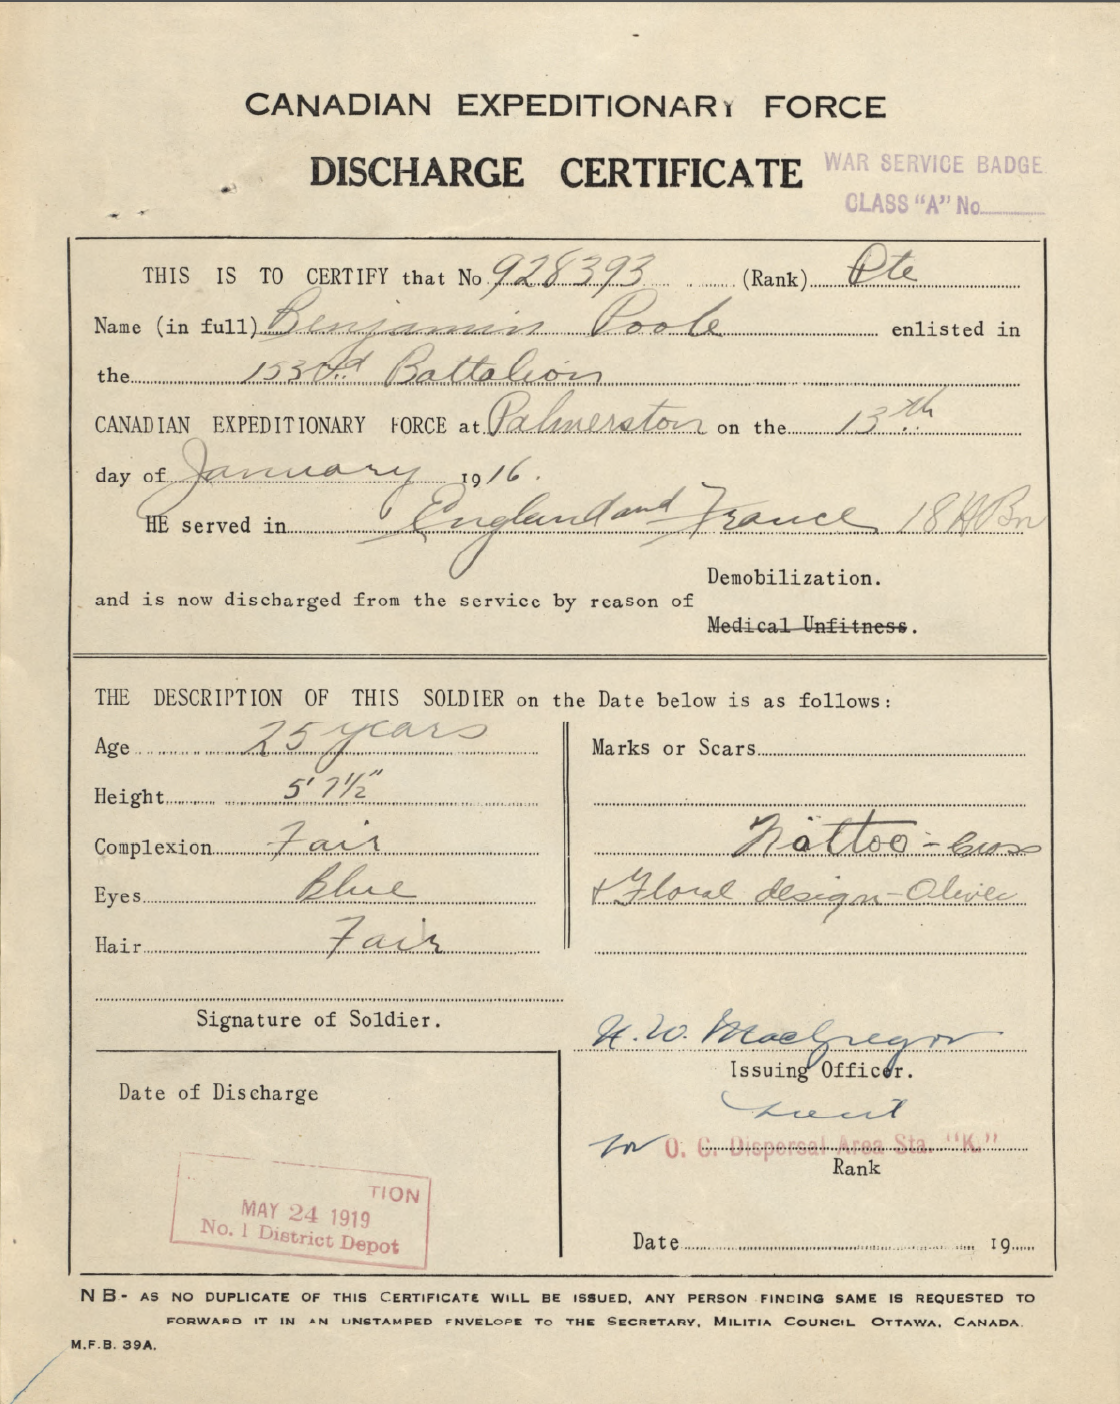 CANADIAN EXPEDITIONARY FORCE
DISCHARGE CERTIFICATE
WAR SERVICE BADGE
CLASS "A" No
THIS IS TO CERTIFY that No 928393 (Rank) Pte
Name (in full) Benjamin Poole enlisted in
the 153rd Battalion
CANADIAN EXPEDITIONARY FORCE at Palmerston on the 13th
day of January 1916.
HE served in England and France 18th Bn
Demobilization.
and is now discharged from the service by reason of
Medical Unfitness.
THE DESCRIPTION OF THIS SOLDIER on the Date below is as follows:
Age 25 years
Height 5' 7½"
Complexion Fair
Eyes Blue
Hair Fair
Marks or Scars
Tattoo - Cross
& Floral design -
Signature of Soldier.
W. MacGregor
Issuing Officer.
Lieut
for O. C. Dispersal Area Sta. "K."
Rank
Date of Discharge
TION
MAY 24 1919
No. 1 District Depot
Date 19
NB- AS NO DUPLICATE OF THIS CERTIFICATE WILL BE ISSUED, ANY PERSON FINDING SAME IS REQUESTED TO
FORWARD IT IN AN UNSTAMPED ENVELOPE TO THE SECRETARY, MILITIA COUNCIL OTTAWA, CANADA.
M.F.B. 39A.